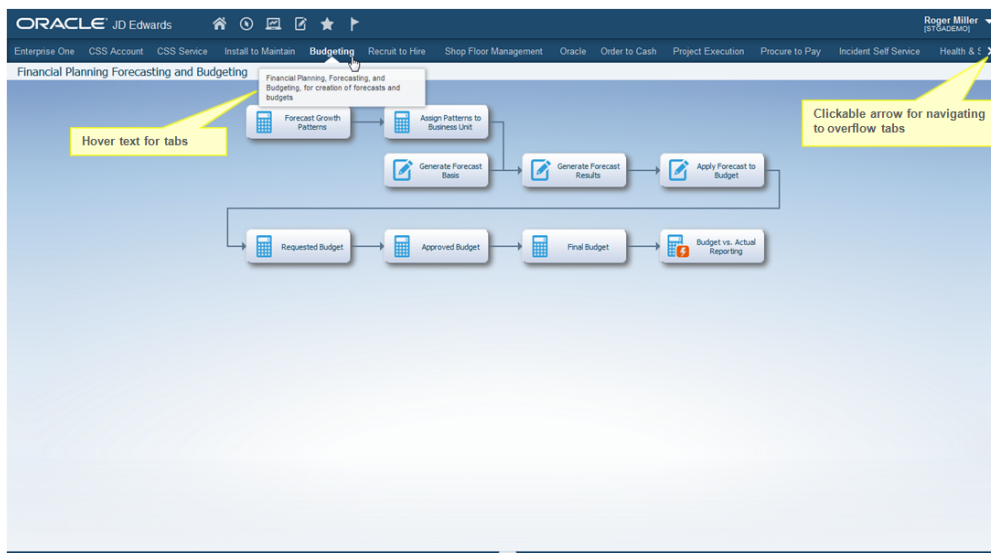 ORACLE JD Edwards
Roger Miller
[STGADEMO]
Enterprise One CSS Account CSS Service Install to Maintain Budgeting Recruit to Hire Shop Floor Management Oracle Order to Cash Project Execution Procure to Pay Incident Self Service Health & S
Financial Planning Forecasting and Budgeting
Financial Planning, Forecasting, and
Budgeting, for creation of forecasts and
budgets
Hover text for tabs
Clickable arrow for navigating
to overflow tabs
Forecast Growth
Patterns
Assign Patterns to
Business Unit
Generate Forecast
Basis
Generate Forecast
Results
Apply Forecast to
Budget
Requested Budget
Approved Budget
Final Budget
Budget vs. Actual
Reporting